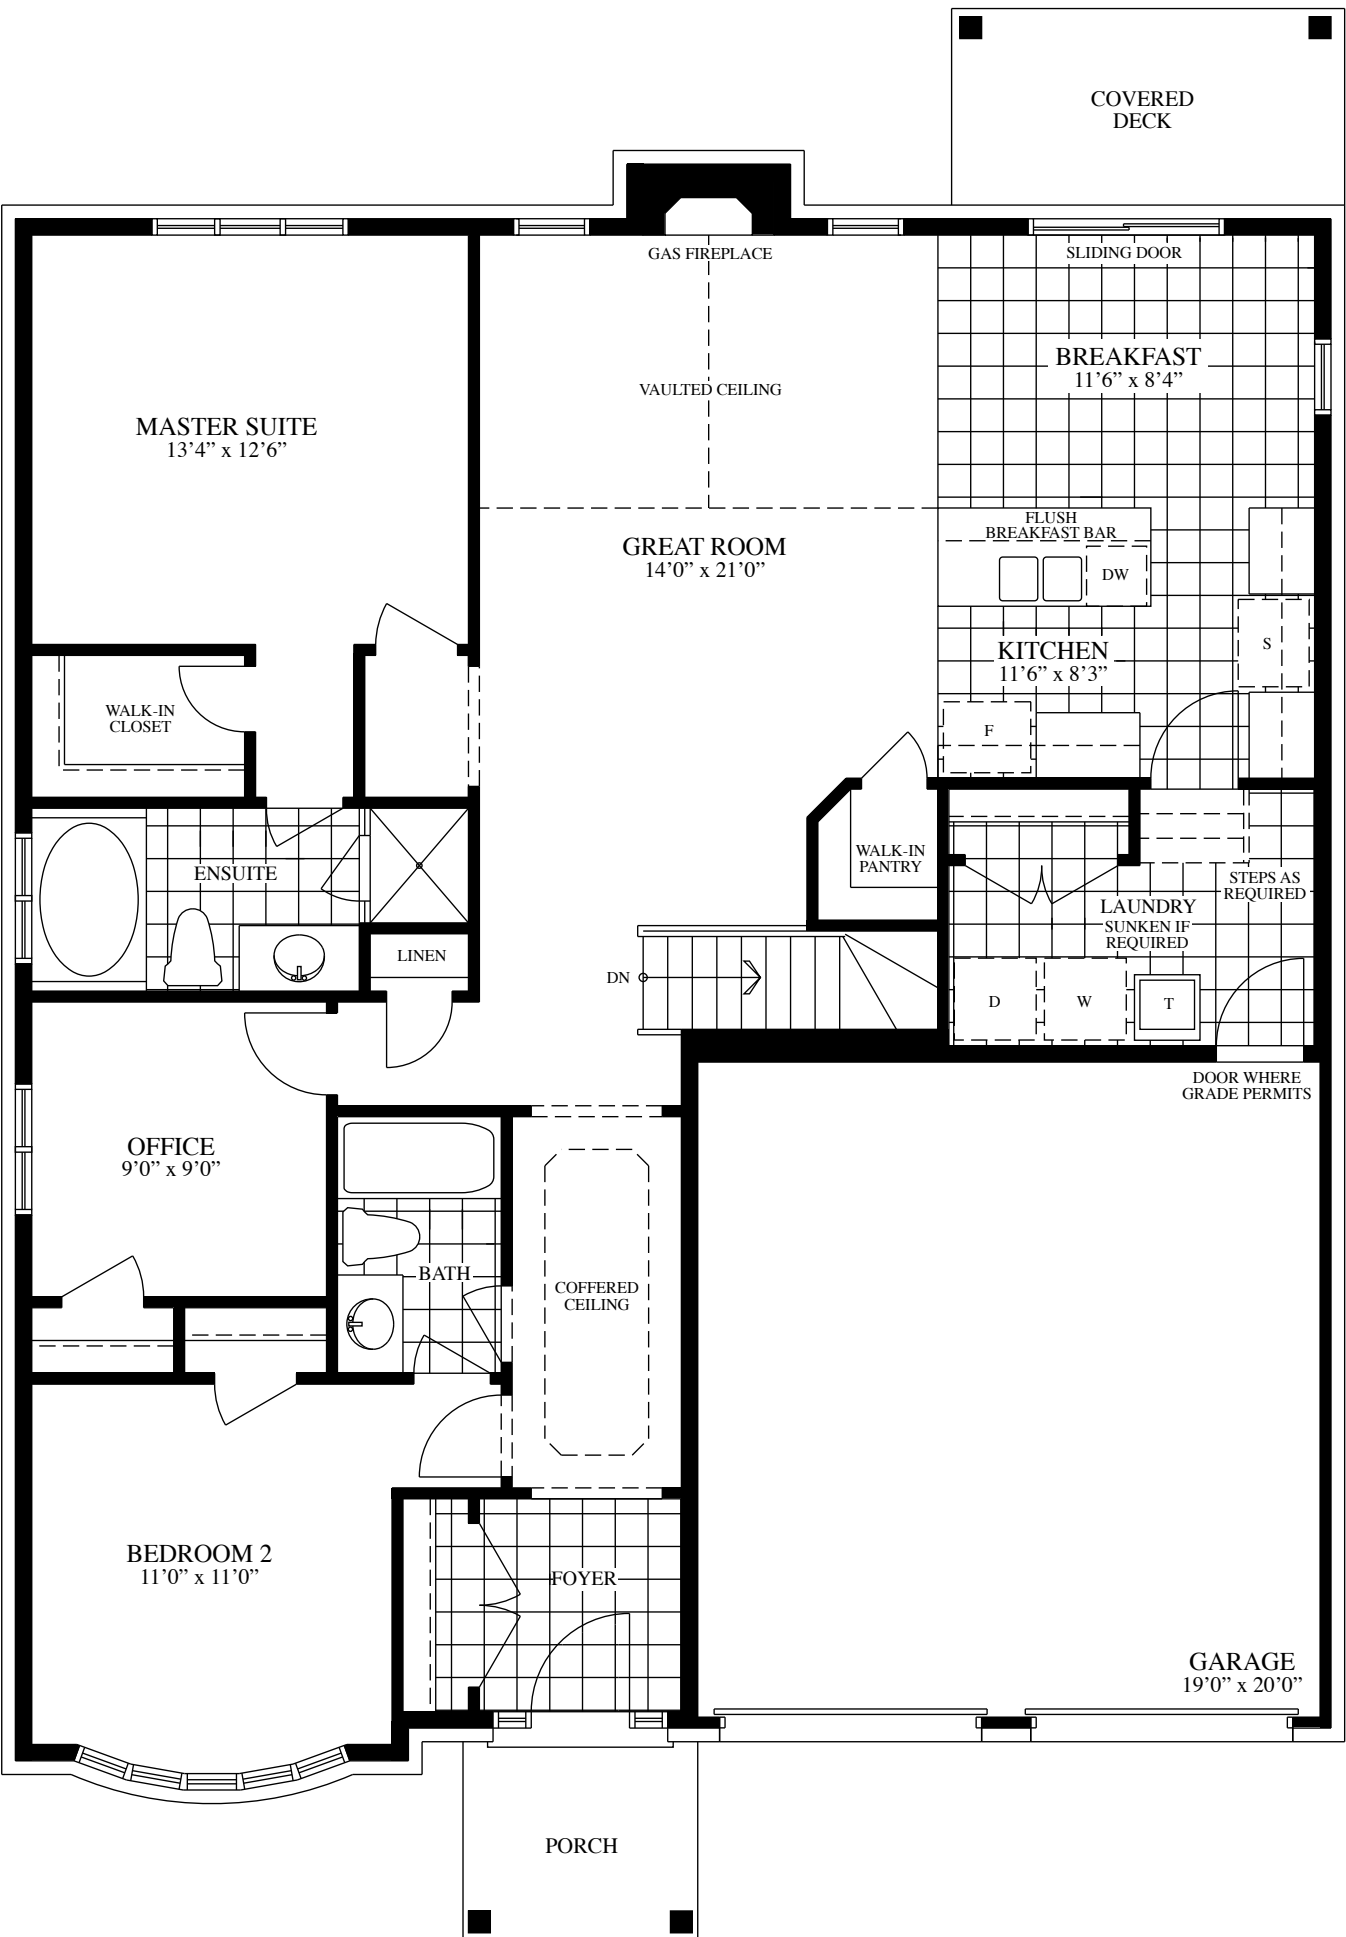 COVERED
DECK
GAS FIREPLACE
SLIDING DOOR
BREAKFAST
11’6” x 8’4”
VAULTED CEILING
MASTER SUITE
13’4” x 12’6”
FLUSH
BREAKFAST BAR
GREAT ROOM
14’0” x 21’0”
DW
KITCHEN
11’6” x 8’3”
S
WALK-IN
CLOSET
F
WALK-IN
PANTRY
ENSUITE
STEPS AS
REQUIRED
LAUNDRY
SUNKEN IF
REQUIRED
LINEN
DN
D
W
T
DOOR WHERE
GRADE PERMITS
OFFICE
9’0” x 9’0”
BATH
COFFERED
CEILING
BEDROOM 2
11’0” x 11’0”
FOYER
GARAGE
19’0” x 20’0”
PORCH